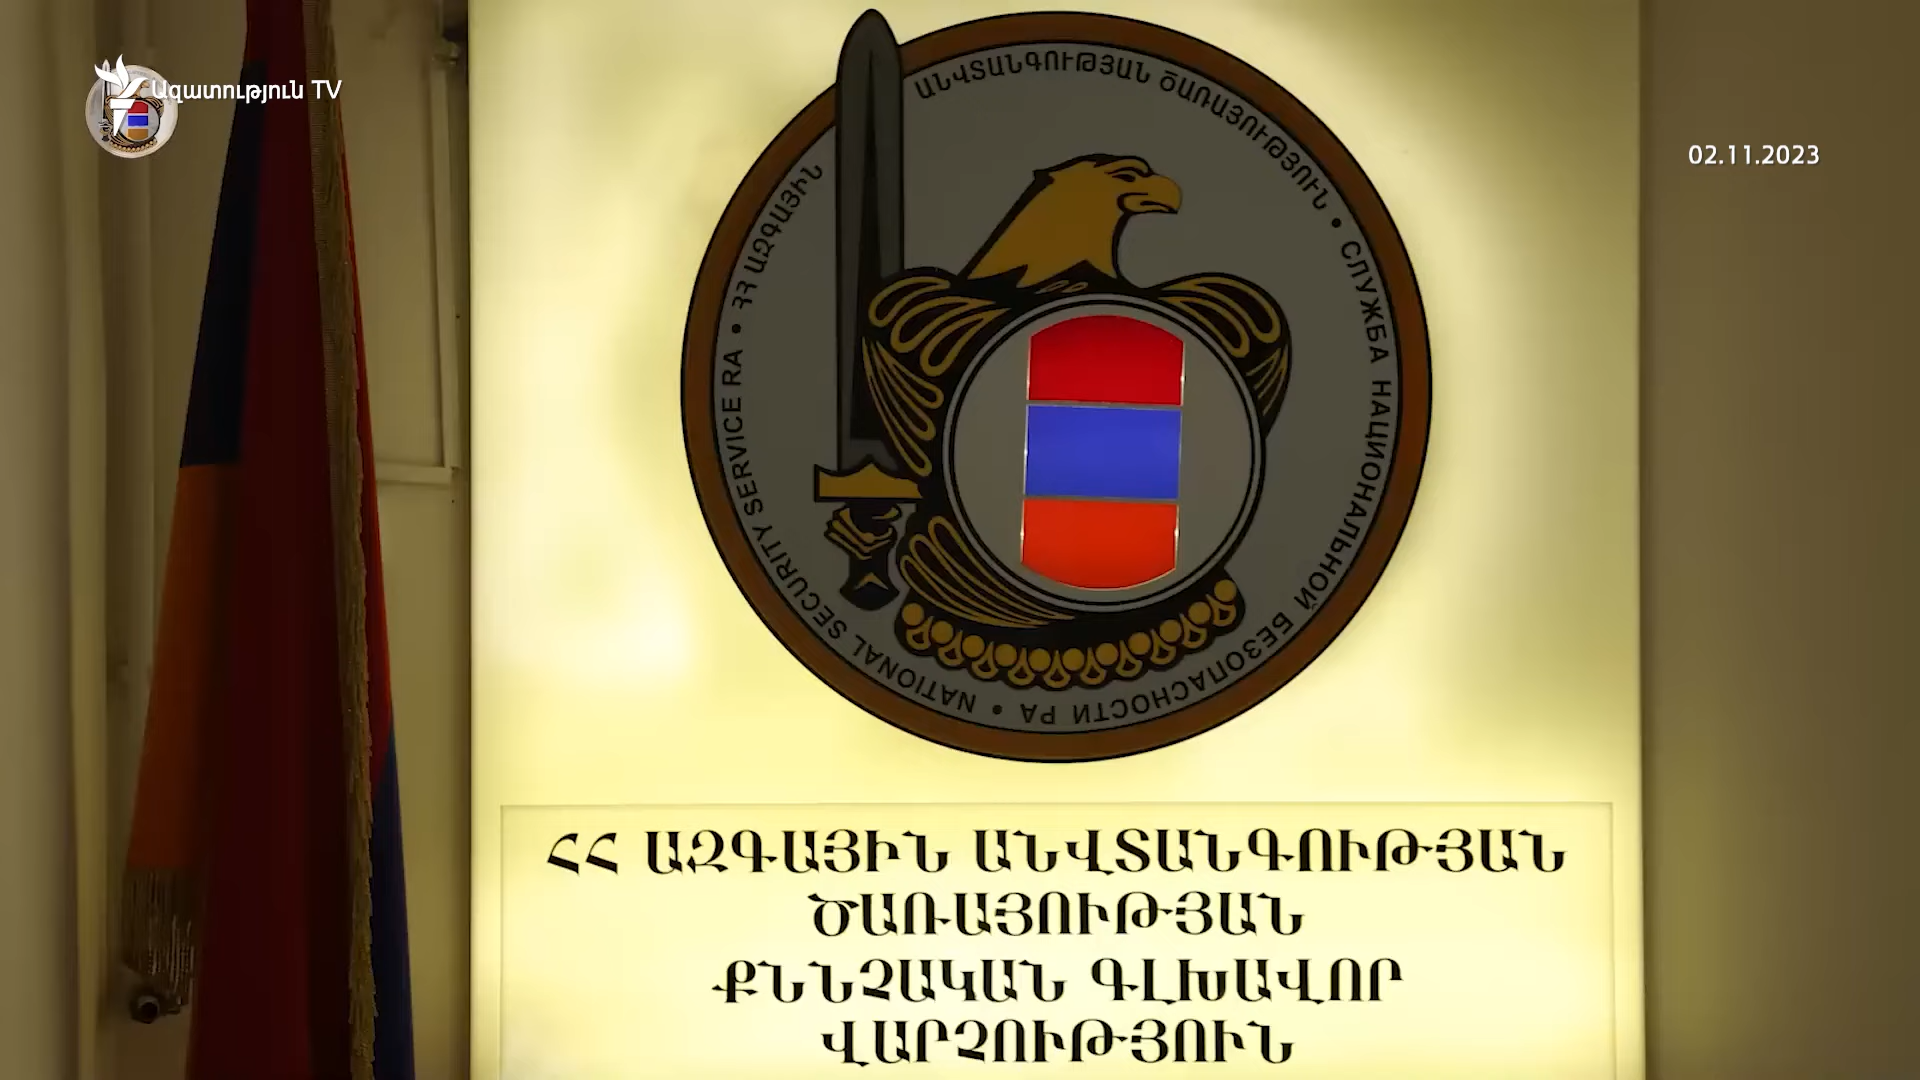 Ազատություն TV
02.11.2023
ՀՀ ԱԶԳԱՅԻՆ ԱՆՎՏԱՆԳՈՒԹՅԱՆ ԾԱՌԱՅՈՒԹՅՈՒՆ • СЛУЖБА НАЦИОНАЛЬНОЙ БЕЗОПАСНОСТИ РА • NATIONAL SECURITY SERVICE RA •
ՀՀ ԱԶԳԱՅԻՆ ԱՆՎՏԱՆԳՈՒԹՅԱՆ
ԾԱՌԱՅՈՒԹՅԱՆ
ՔՆՆՉԱԿԱՆ ԳԼԽԱՎՈՐ
ՎԱՐՉՈՒԹՅՈՒՆ